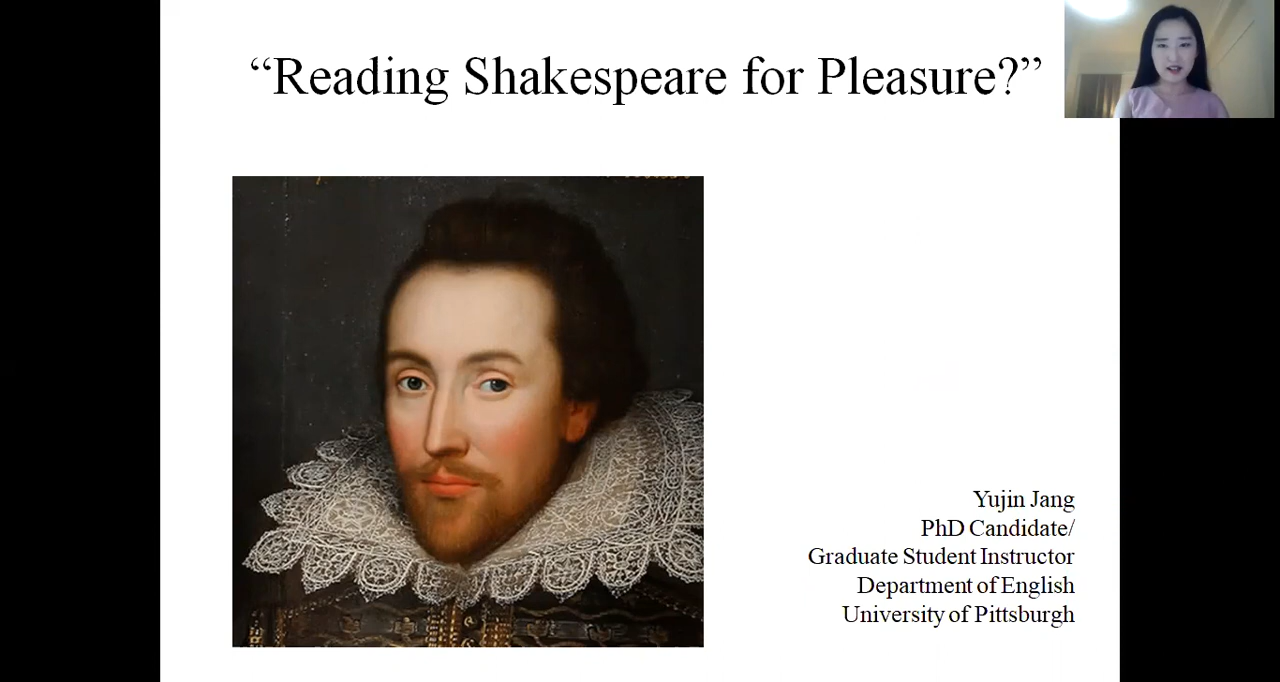 “Reading Shakespeare for Pleasure?”
Yujin Jang
PhD Candidate/
Graduate Student Instructor
Department of English
University of Pittsburgh